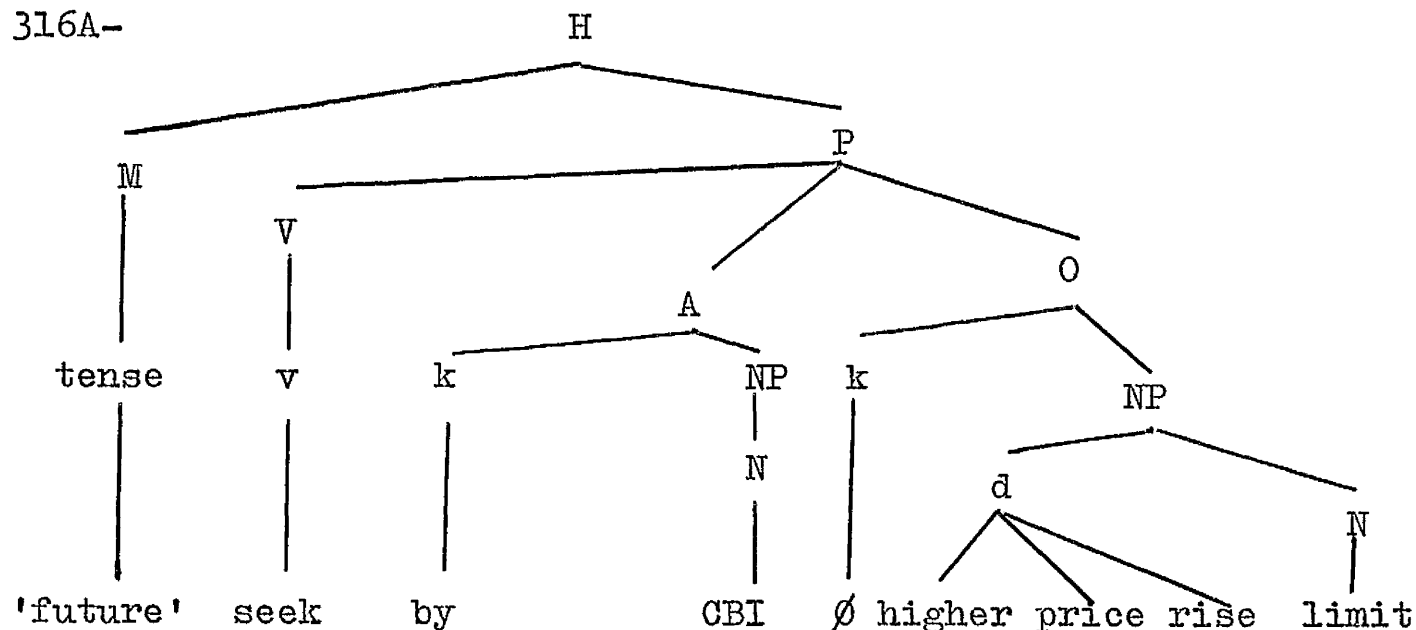 316A- H
M P
V
O
A
tense v k NP k
NP
N
d
N
'future' seek by CBI Ø higher price rise limit